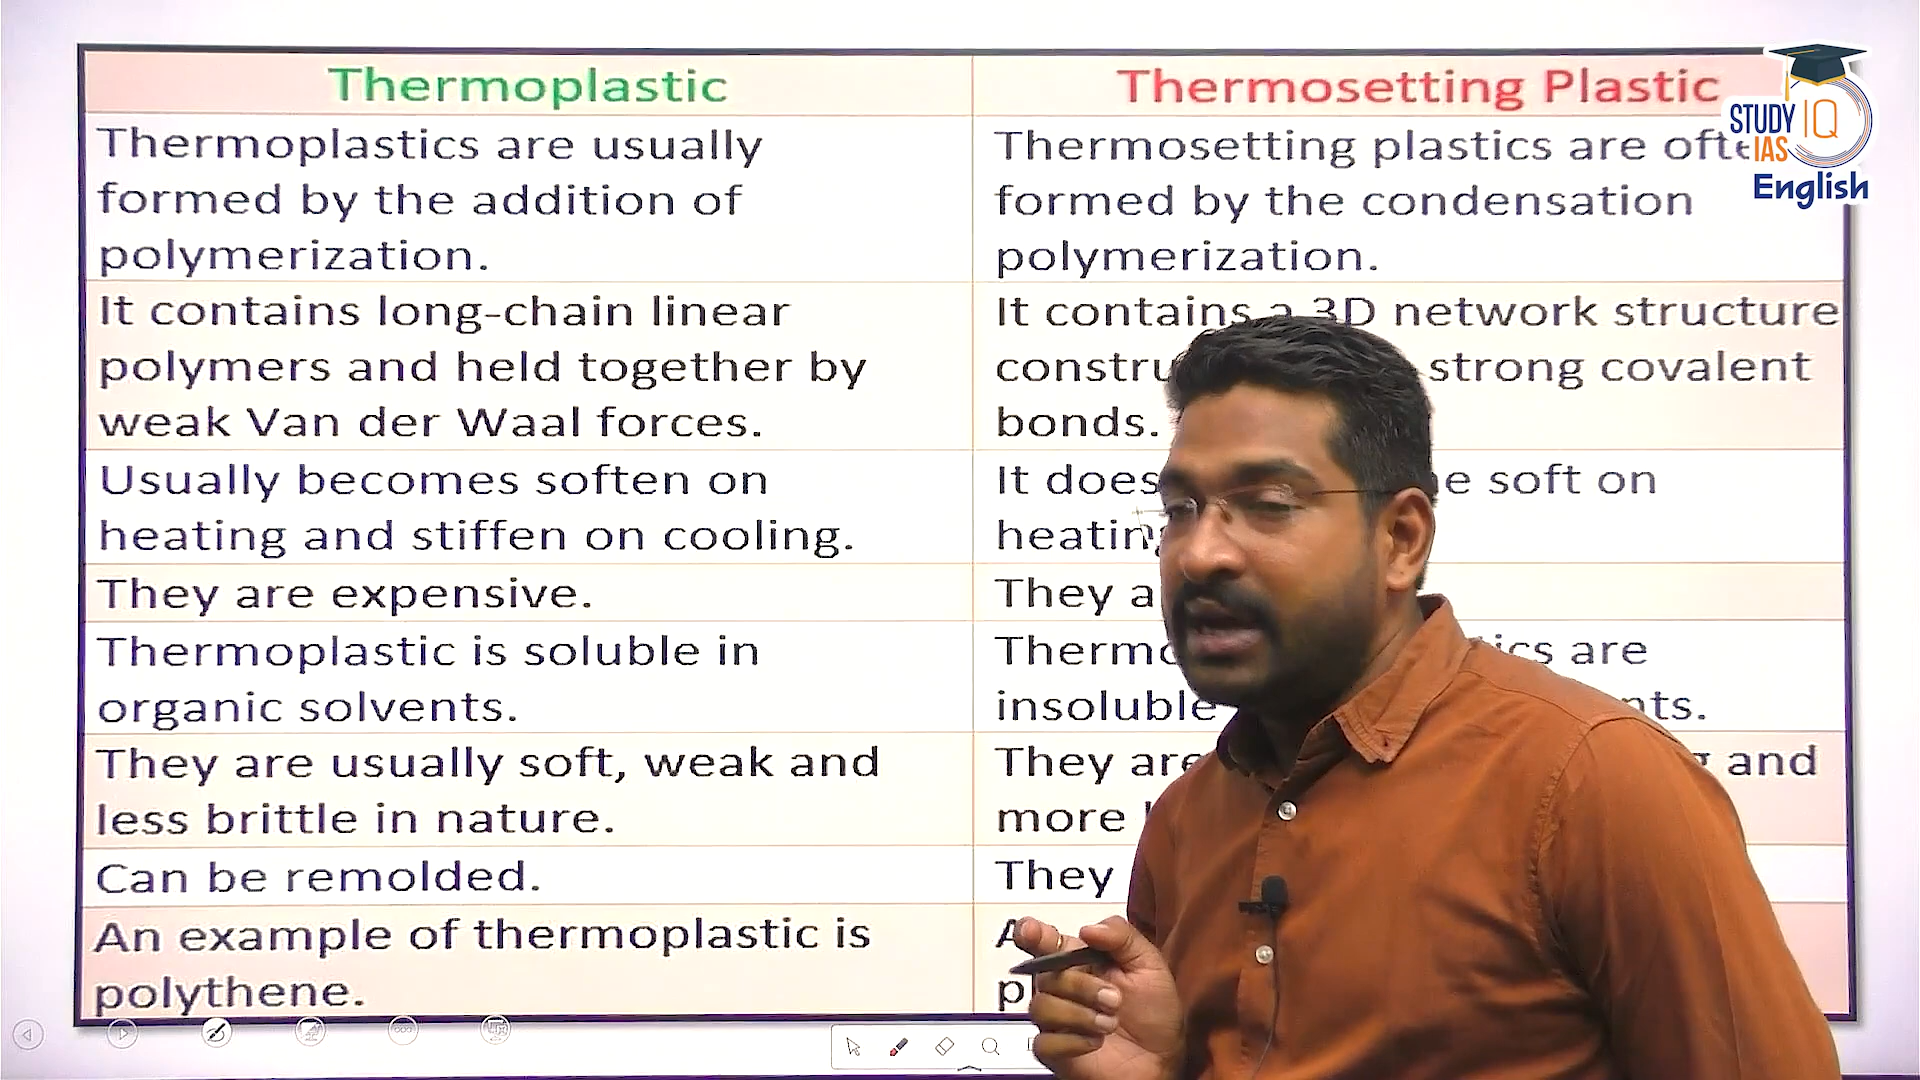 Thermoplastic
Thermoplastics are usually
formed by the addition of
polymerization.
It contains long-chain linear
polymers and held together by
weak Van der Waal forces.
Usually becomes soften on
heating and stiffen on cooling.
They are expensive.
Thermoplastic is soluble in
organic solvents.
They are usually soft, weak and
less brittle in nature.
Can be remolded.
An example of thermoplastic is
polythene.
Thermosetting Plastic
Thermosetting plastics are
formed by the condensation
polymerization.
It contains a 3D network structure
strong covalent
bonds.
It does soft on
They
are
insoluble
They are and
more
They
STUDY IQ
IAS
English